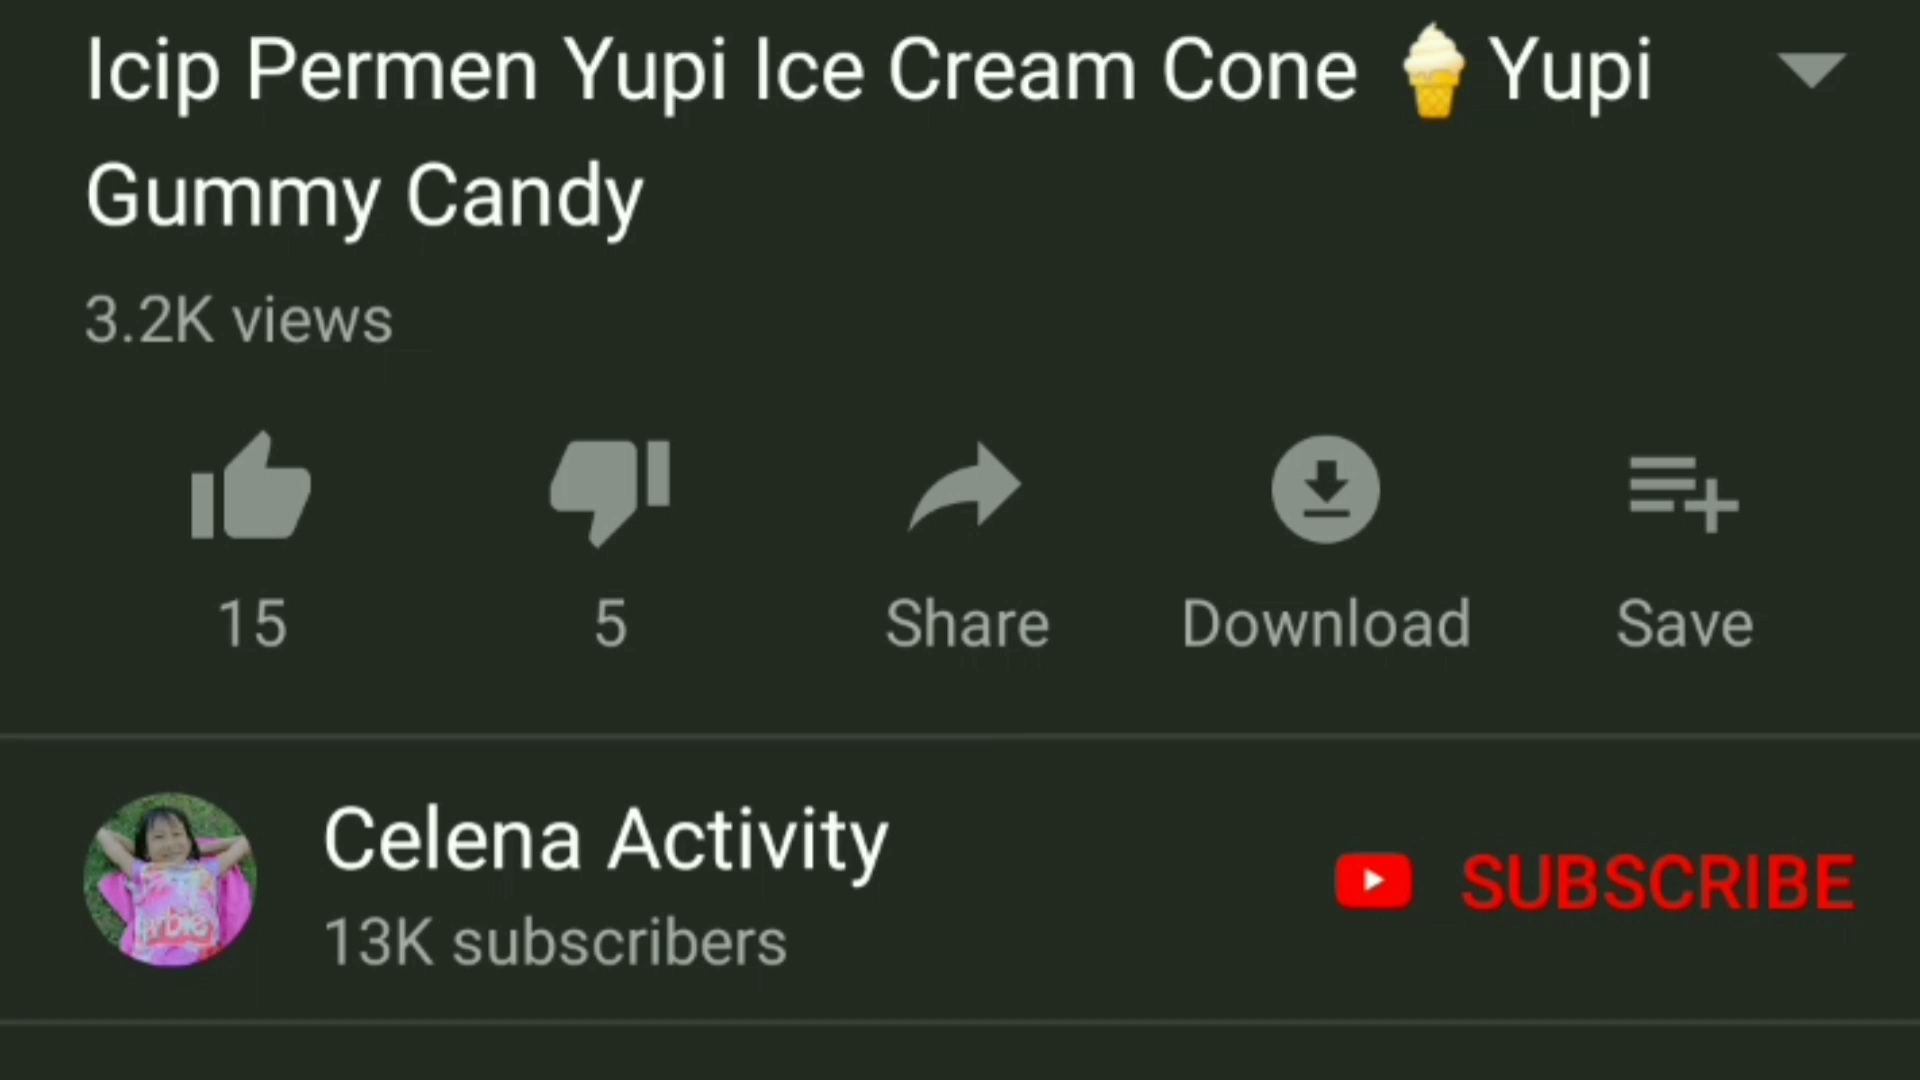 Icip Permen Yupi Ice Cream Cone 🍦Yupi
Gummy Candy
3.2K views
15
5
Share
Download
Save
Celena Activity
SUBSCRIBE
13K subscribers